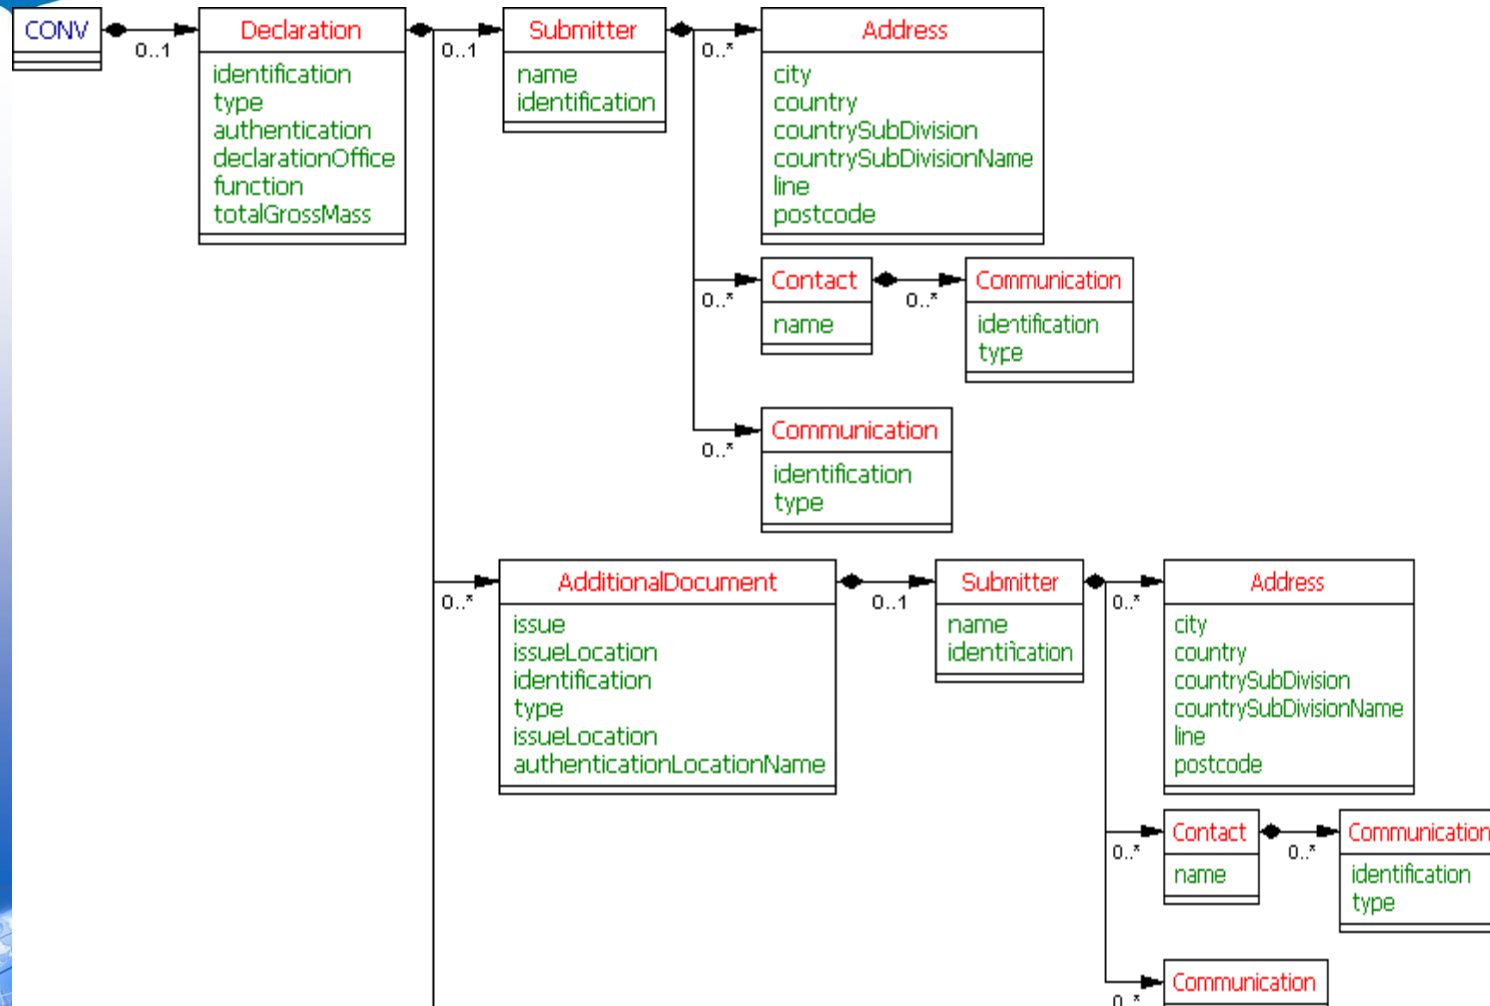 CONV
0..1
Declaration
identification
type
authentication
declarationOffice
function
totalGrossMass
0..1
Submitter
name
identification
0..*
Address
city
country
countrySubDivision
countrySubDivisionName
line
postcode
0..*
Contact
name
0..*
Communication
identification
type
0..*
Communication
identification
type
0..*
AdditionalDocument
issue
issueLocation
identification
type
issueLocation
authenticationLocationName
0..1
Submitter
name
identification
0..*
Address
city
country
countrySubDivision
countrySubDivisionName
line
postcode
0..*
Contact
name
0..*
Communication
identification
type
0..*
Communication